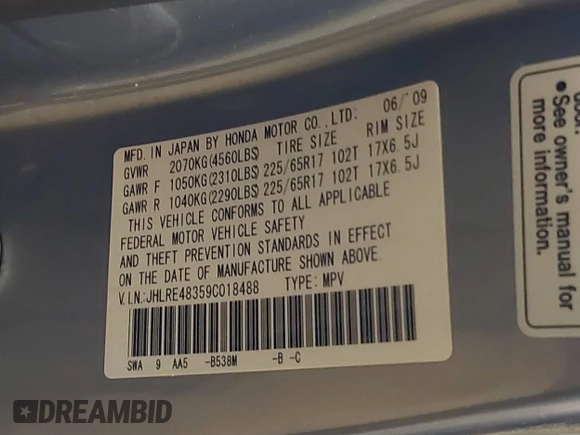 MFD. IN JAPAN BY HONDA MOTOR CO., LTD: 06/'09
GVWR 2070KG(4560LBS) TIRE SIZE RIM SIZE
GAWR F 1050KG(2310LBS) 225/65R17 102T 17X6.5J
GAWR R 1040KG(2290LBS) 225/65R17 102T 17X6.5J
THIS VEHICLE CONFORMS TO ALL APPLICABLE
FEDERAL MOTOR VEHICLE SAFETY
AND THEFT PREVENTION STANDARDS IN EFFECT
ON THE DATE OF MANUFACTURE SHOWN ABOVE.
V.I.N:JHLRE48359C018488 TYPE: MPV
SWA 9 AA5 -B538M -B -C
● See owner's manual for
more information.
DREAMBID